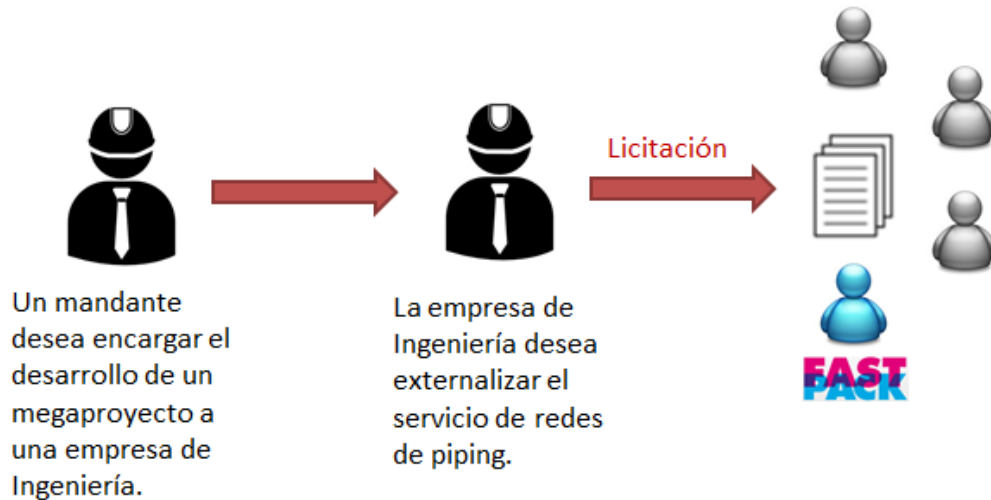 Licitación
Un mandante
desea encargar el
desarrollo de un
megaproyecto a
una empresa de
Ingeniería.
La empresa de
Ingeniería desea
externalizar el
servicio de redes
de piping.
FAST
PACK